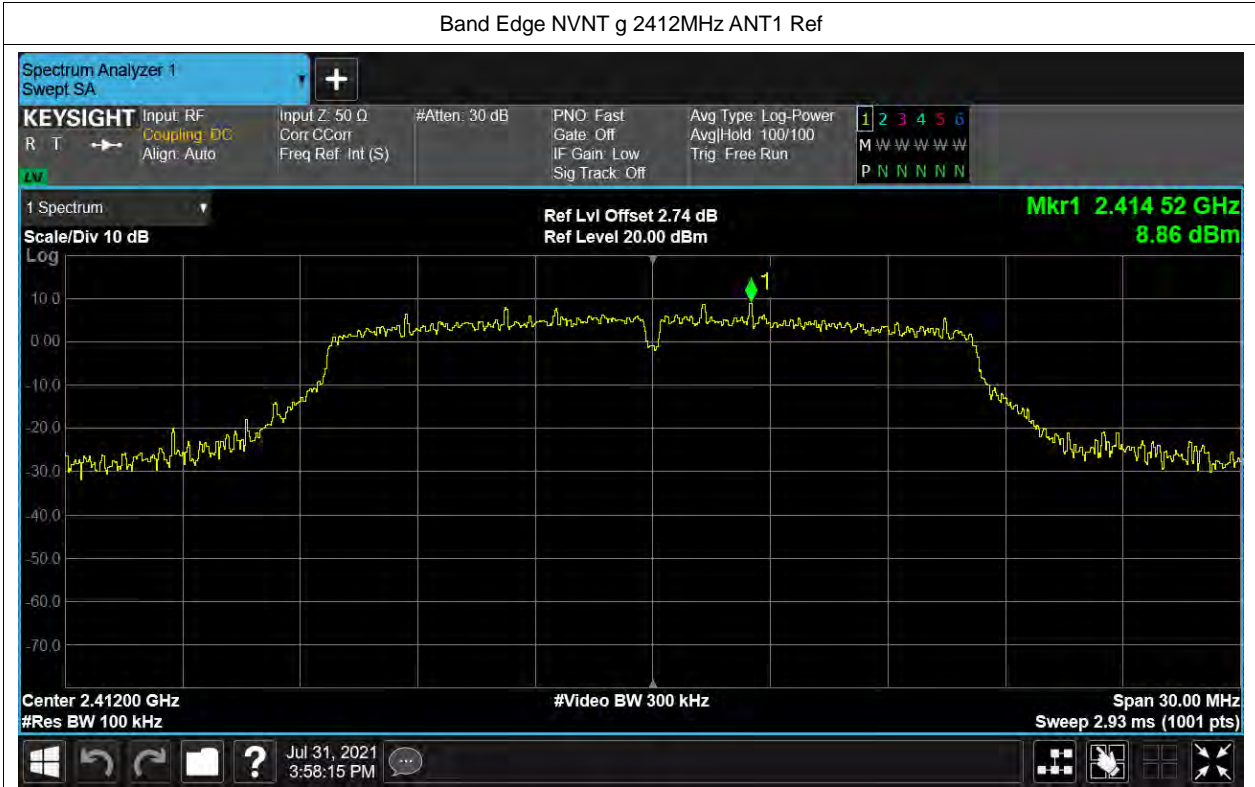 Band Edge NVNT g 2412MHz ANT1 Ref
Spectrum Analyzer 1
Swept SA
KEYSIGHT
R T
LXI
Input: RF
Coupling: DC
Align: Auto
Input Z: 50 Ω
Corr CCorr
Freq Ref: Int (S)
#Atten: 30 dB
PNO: Fast
Gate: Off
IF Gain: Low
Sig Track: Off
Avg Type: Log-Power
Avg|Hold: 100/100
Trig: Free Run
1 2 3 4 5 6
M W W W W W
P N N N N N
1 Spectrum
Scale/Div 10 dB
Ref Lvl Offset 2.74 dB
Ref Level 20.00 dBm
Mkr1 2.414 52 GHz
8.86 dBm
Log
1
10.0
0.00
-10.0
-20.0
-30.0
-40.0
-50.0
-60.0
-70.0
Center 2.41200 GHz
#Res BW 100 kHz
#Video BW 300 kHz
Span 30.00 MHz
Sweep 2.93 ms (1001 pts)
?
Jul 31, 2021
3:58:15 PM